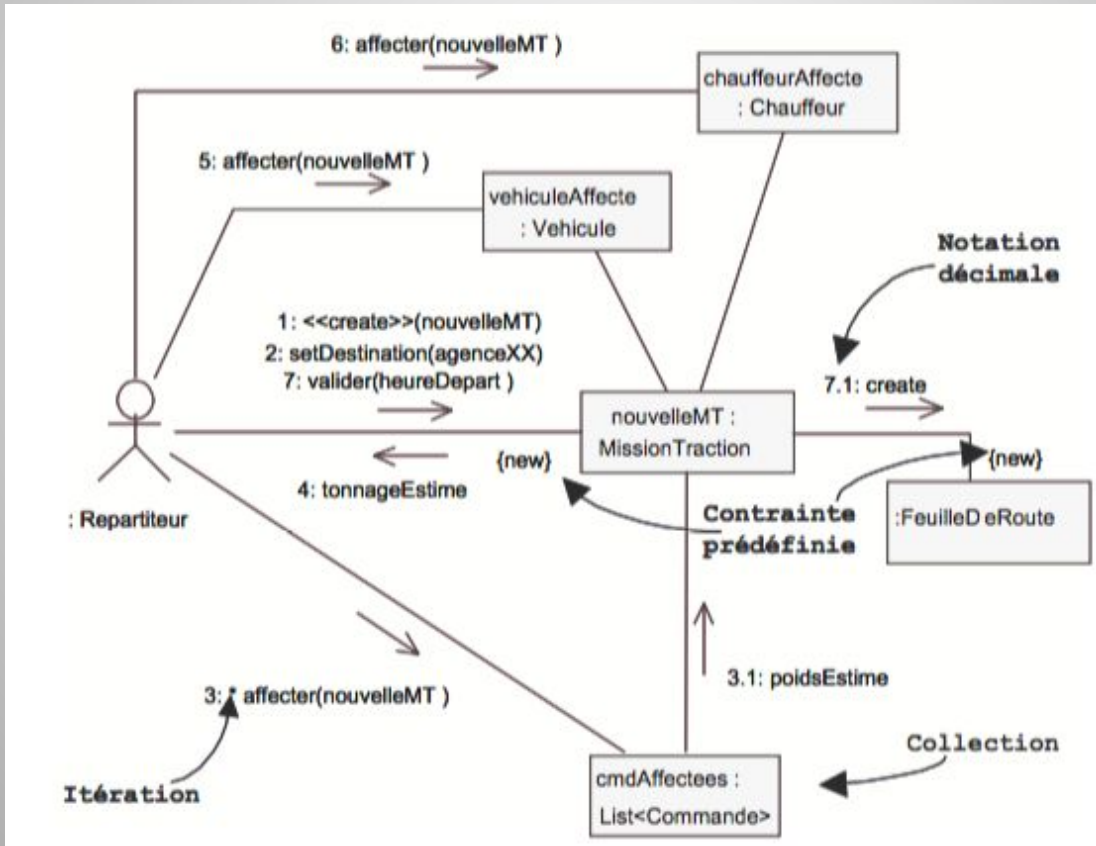 6: affecter(nouvelleMT )
chauffeurAffecte
: Chauffeur
5: affecter(nouvelleMT )
vehiculeAffecte
: Vehicule
Notation
décimale
1: <<create>>(nouvelleMT)
2: setDestination(agenceXX)
7: valider(heureDepart )
7.1: create
nouvelleMT :
MissionTraction
{new}
{new}
4: tonnageEstime
: Repartiteur
Contrainte
prédéfinie
:FeuilleD eRoute
3.1: poidsEstime
3: * affecter(nouvelleMT )
Collection
Itération
cmdAffectees :
List<Commande>